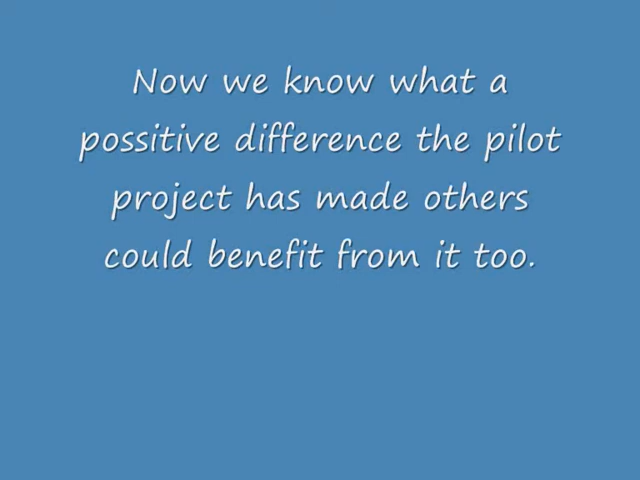 Now we know what a
possitive difference the pilot
project has made others
could benefit from it too.